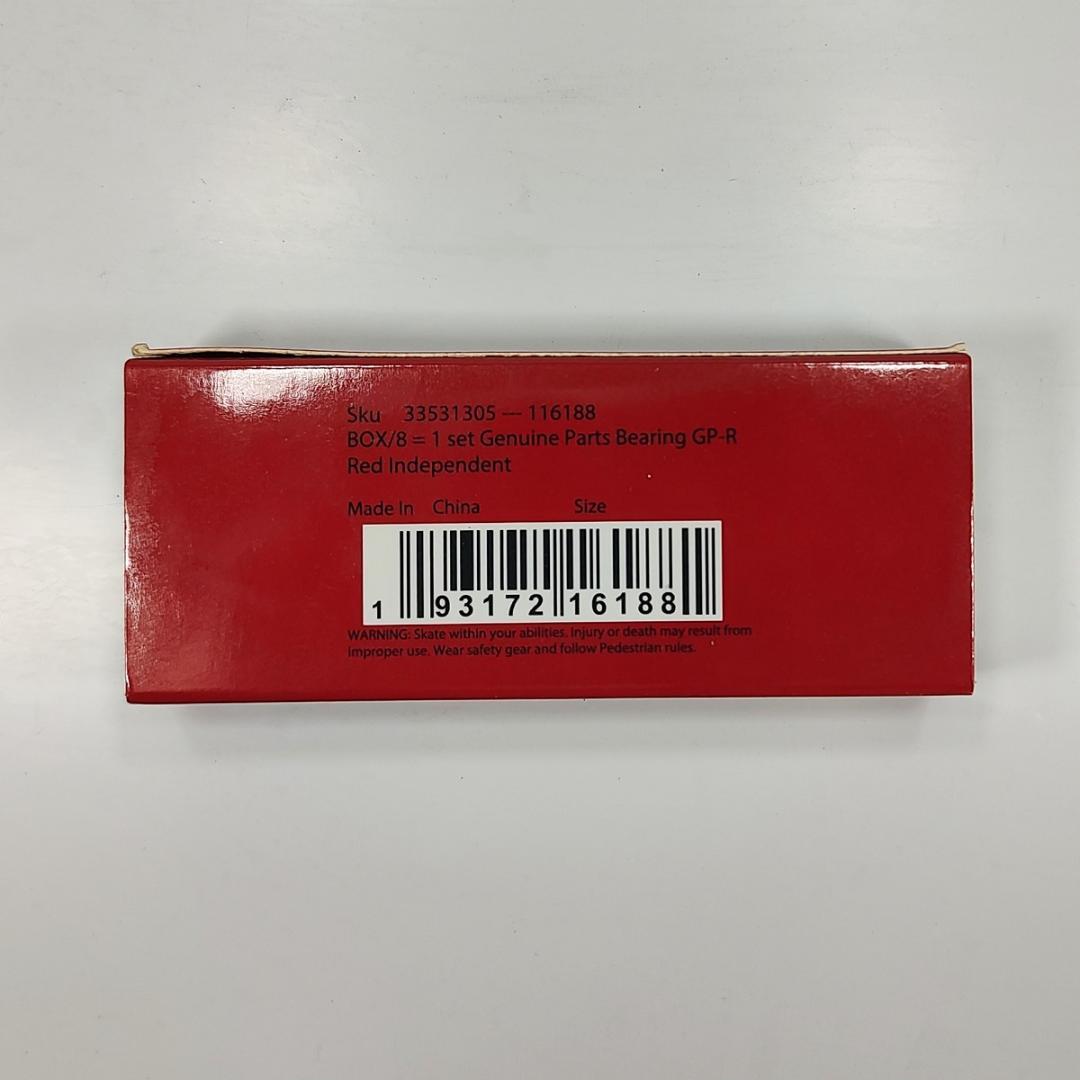 Sku 33531305 — 116188
BOX/8 = 1 set Genuine Parts Bearing GP-R
Red Independent
Made In China Size
1 93172 16188
WARNING: Skate within your abilities. Injury or death may result from
improper use. Wear safety gear and follow Pedestrian rules.